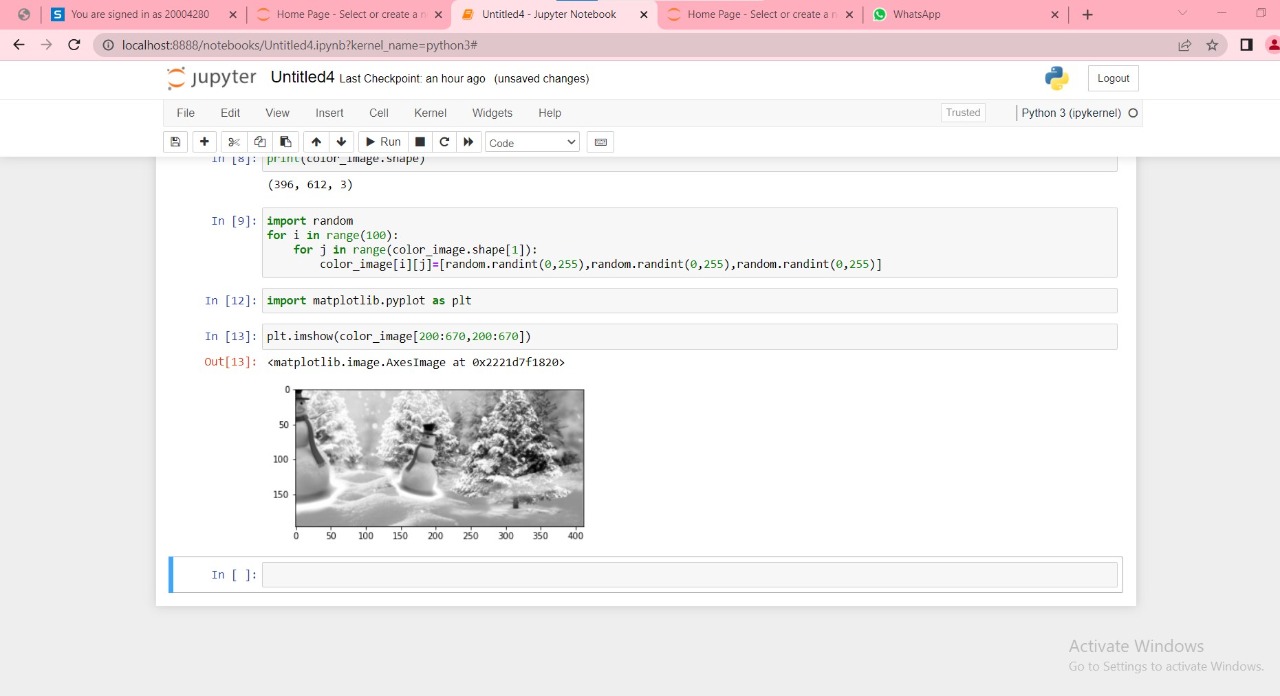 You are signed in as 20004280
Home Page - Select or create a n
Untitled4 - Jupyter Notebook
Home Page - Select or create a n
WhatsApp
localhost:8888/notebooks/Untitled4.ipynb?kernel_name=python3#
jupyter Untitled4 Last Checkpoint: an hour ago (unsaved changes)
Logout
File Edit View Insert Cell Kernel Widgets Help
Trusted
Python 3 (ipykernel)
Run
Code
In [8]: print(color_image.shape)
(396, 612, 3)
In [9]: import random
for i in range(100):
    for j in range(color_image.shape[1]):
        color_image[i][j]=[random.randint(0,255),random.randint(0,255),random.randint(0,255)]
In [12]: import matplotlib.pyplot as plt
In [13]: plt.imshow(color_image[200:670,200:670])
Out[13]: <matplotlib.image.AxesImage at 0x2221d7f1820>
0
50
100
150
0 50 100 150 200 250 300 350 400
In [ ]:
Activate Windows
Go to Settings to activate Windows.